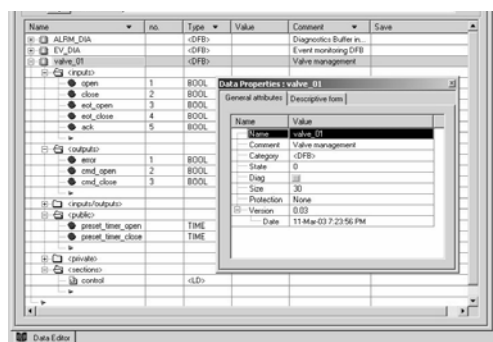 Name no. Type Value Comment Save
ALRM_DIA <DFB> Diagnostics Buffer in...
EV_DIA <DFB> Event monitoring DFB
valve_01 <DFB> Valve management
<inputs>
open 1 BOOL
close 2 BOOL
eot_open 3 BOOL
eot_close 4 BOOL
ack 5 BOOL
<outputs>
error 1 BOOL
cmd_open 2 BOOL
cmd_close 3 BOOL
<inputs/outputs>
<public>
preset_timer_open TIME
preset_timer_close TIME
<private>
<sections>
control <LD>
Data Properties : valve_01
General attributes Descriptive form
Name Value
Name valve_01
Comment Valve management
Category <DFB>
State 0
Diag
Size 30
Protection None
Version 0.03
Date 11-Mar-03 7:23:56 PM
Data Editor